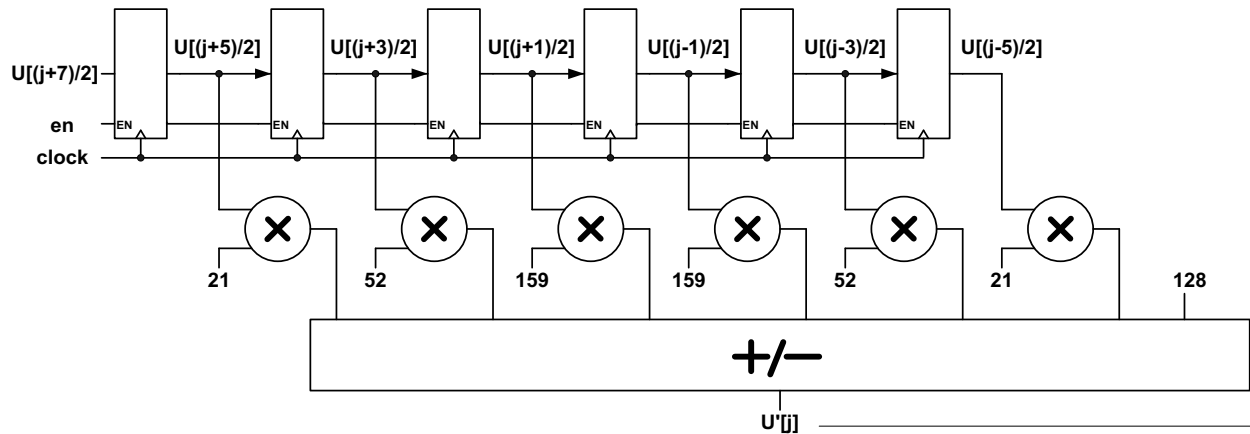 U[(j+5)/2] U[(j+3)/2] U[(j+1)/2] U[(j-1)/2] U[(j-3)/2] U[(j-5)/2]
U[(j+7)/2]
en EN EN EN EN EN EN
clock
21 52 159 159 52 21 128
+/−
U'[j]